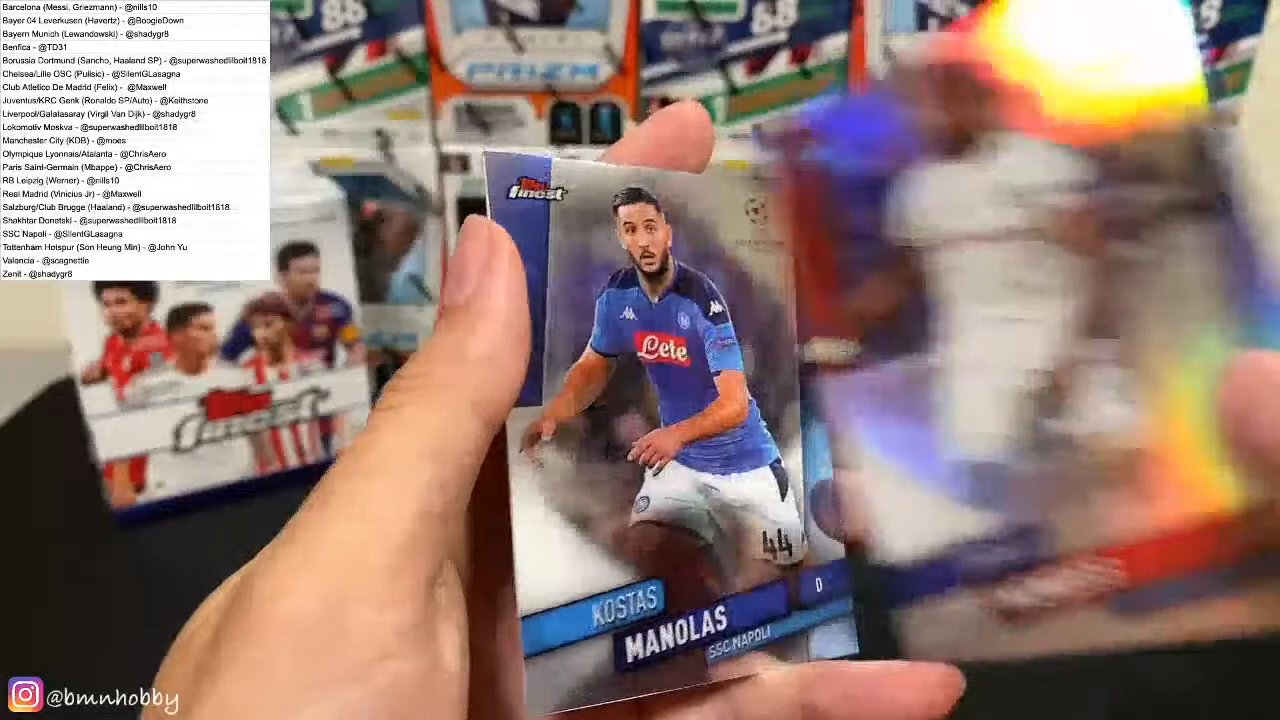 Barcelona (Messi, Griezmann) - @nills10
Bayer 04 Leverkusen (Havertz) - @BoogieDown
Bayern Munich (Lewandowski) - @shadygr8
Benfica - @TD31
Borussia Dortmund (Sancho, Haaland SP) - @superwashedlilboit1818
Chelsea/Lille OSC (Pulisic) - @SilentGLasagna
Club Atletico De Madrid (Felix) - @Maxwell
Juventus/KRC Genk (Ronaldo SP/Auto) - @Keithstone
Liverpool/Galatasaray (Virgil Van Dijk) - @shadygr8
Lokomotiv Moskva - @superwashedlilboit1818
Manchester City (KDB) - @moes
Olympique Lyonnais/Atalanta - @ChrisAero
Paris Saint-Germain (Mbappe) - @ChrisAero
RB Leipzig (Werner) - @nills10
Real Madrid (Vinicius Jr) - @Maxwell
Salzburg/Club Brugge (Haaland) - @superwashedlilboit1818
Shakhtar Donetski - @superwashedlilboit1818
SSC Napoli - @SilentGLasagna
Tottenham Hotspur (Son Heung Min) - @John Yu
Valencia - @acagnettie
Zenit - @shadygr8
PRIZM
Topps
finest
Lete
44
KOSTAS
MANOLAS
D
SSC NAPOLI
Topps
finest
@bmnhobby